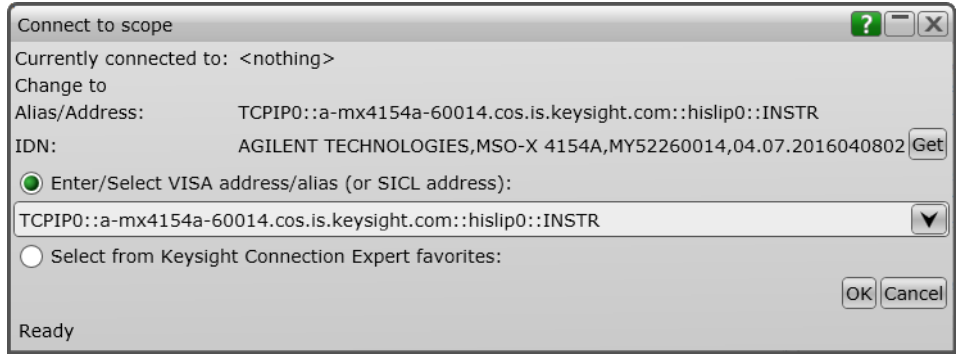 Connect to scope ?
Currently connected to: <nothing>
Change to
Alias/Address: TCPIP0::a-mx4154a-60014.cos.is.keysight.com::hislip0::INSTR
IDN: AGILENT TECHNOLOGIES,MSO-X 4154A,MY52260014,04.07.2016040802 Get
Enter/Select VISA address/alias (or SICL address):
TCPIP0::a-mx4154a-60014.cos.is.keysight.com::hislip0::INSTR
Select from Keysight Connection Expert favorites:
OK Cancel
Ready